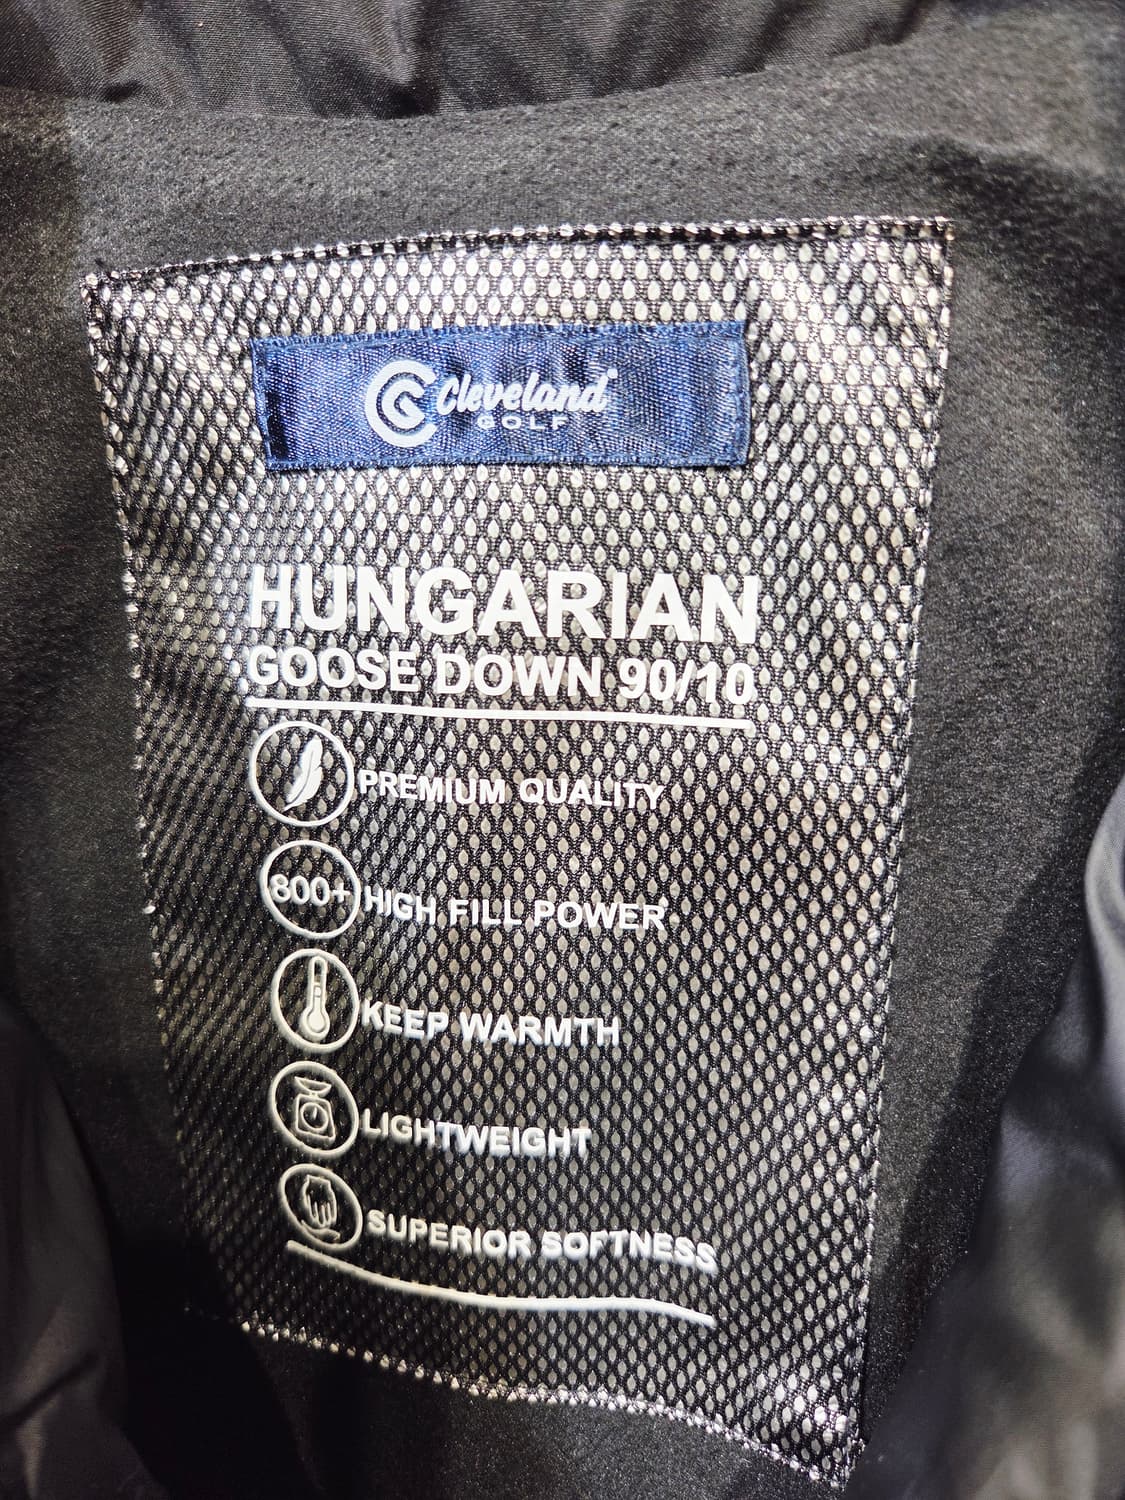 Cleveland®
GOLF
HUNGARIAN
GOOSE DOWN 90/10
PREMIUM QUALITY
800+ HIGH FILL POWER
KEEP WARMTH
LIGHTWEIGHT
SUPERIOR SOFTNESS